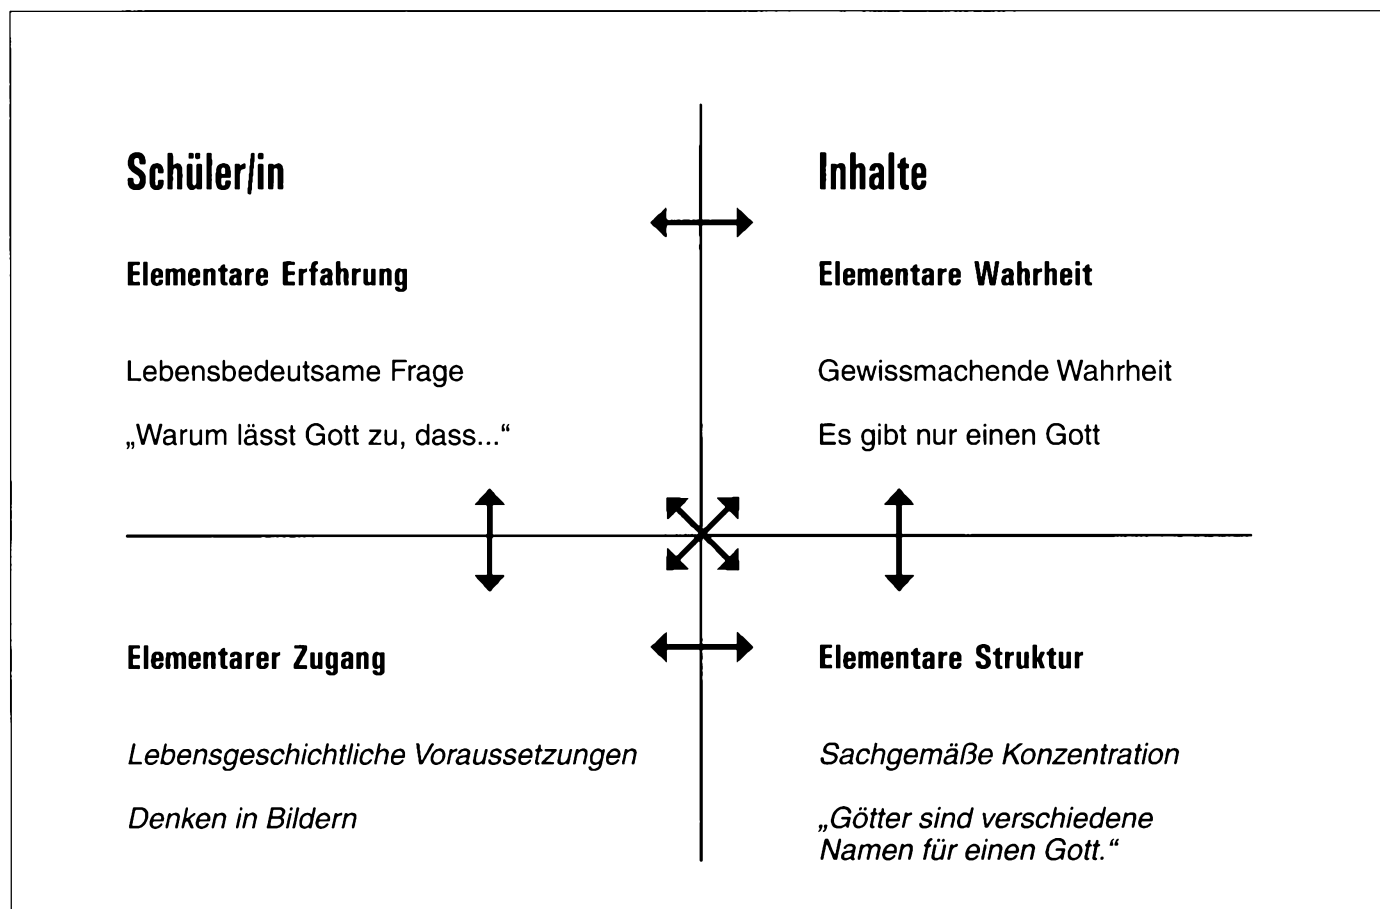 Schüler/in
Inhalte
Elementare Erfahrung
Elementare Wahrheit
Lebensbedeutsame Frage
Gewissmachende Wahrheit
„Warum lässt Gott zu, dass...“
Es gibt nur einen Gott
Elementarer Zugang
Elementare Struktur
Lebensgeschichtliche Voraussetzungen
Sachgemäße Konzentration
Denken in Bildern
„Götter sind verschiedene
Namen für einen Gott.“